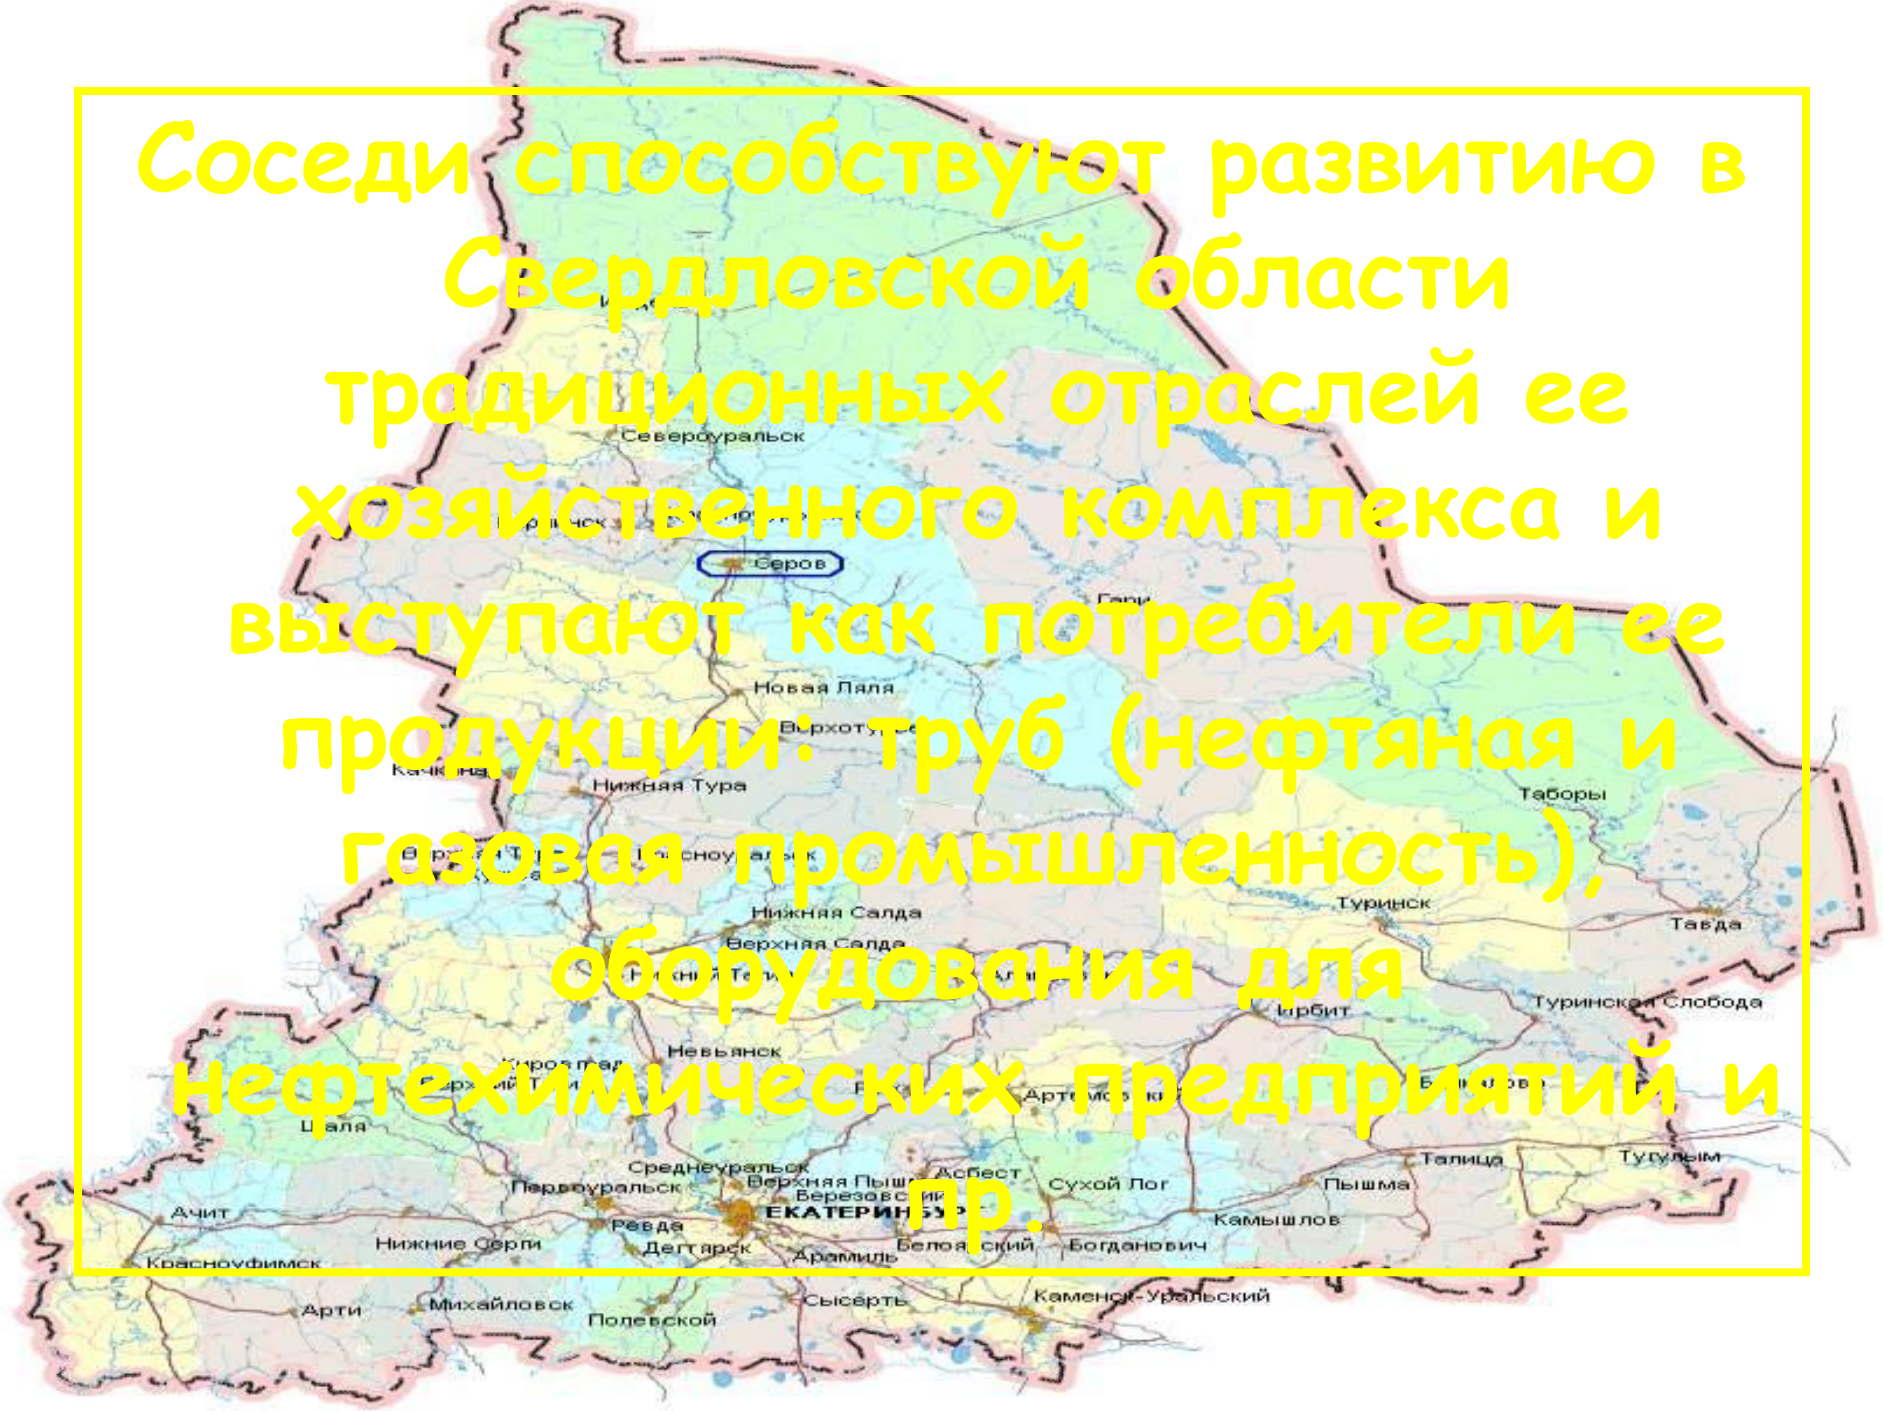 Соседи способствуют развитию в
Свердловской области
традиционных отраслей ее
хозяйственного комплекса и
выступают как потребители ее
продукции: труб (нефтяная и
газовая промышленность),
оборудования для
нефтехимических предприятий и
пр.
Североуральск
Серов
Гари
Новая Ляля
Нижняя Тура
Таборы
Нижняя Салда
Верхняя Салда
Туринск
Тавда
Ирбит
Туринская Слобода
Невьянск
Шаля
Среднеуральск
Асбест
Талица
Тугулым
Первоуральск
Березовский
Сухой Лог
Пышма
Ачит
ЕКАТЕРИНБУРГ
Ревда
Камышлов
Нижние Серги
Дегтярск
Арамиль
Богданович
Красноуфимск
Арти
Михайловск
Сысерть
Каменск-Уральский
Полевской